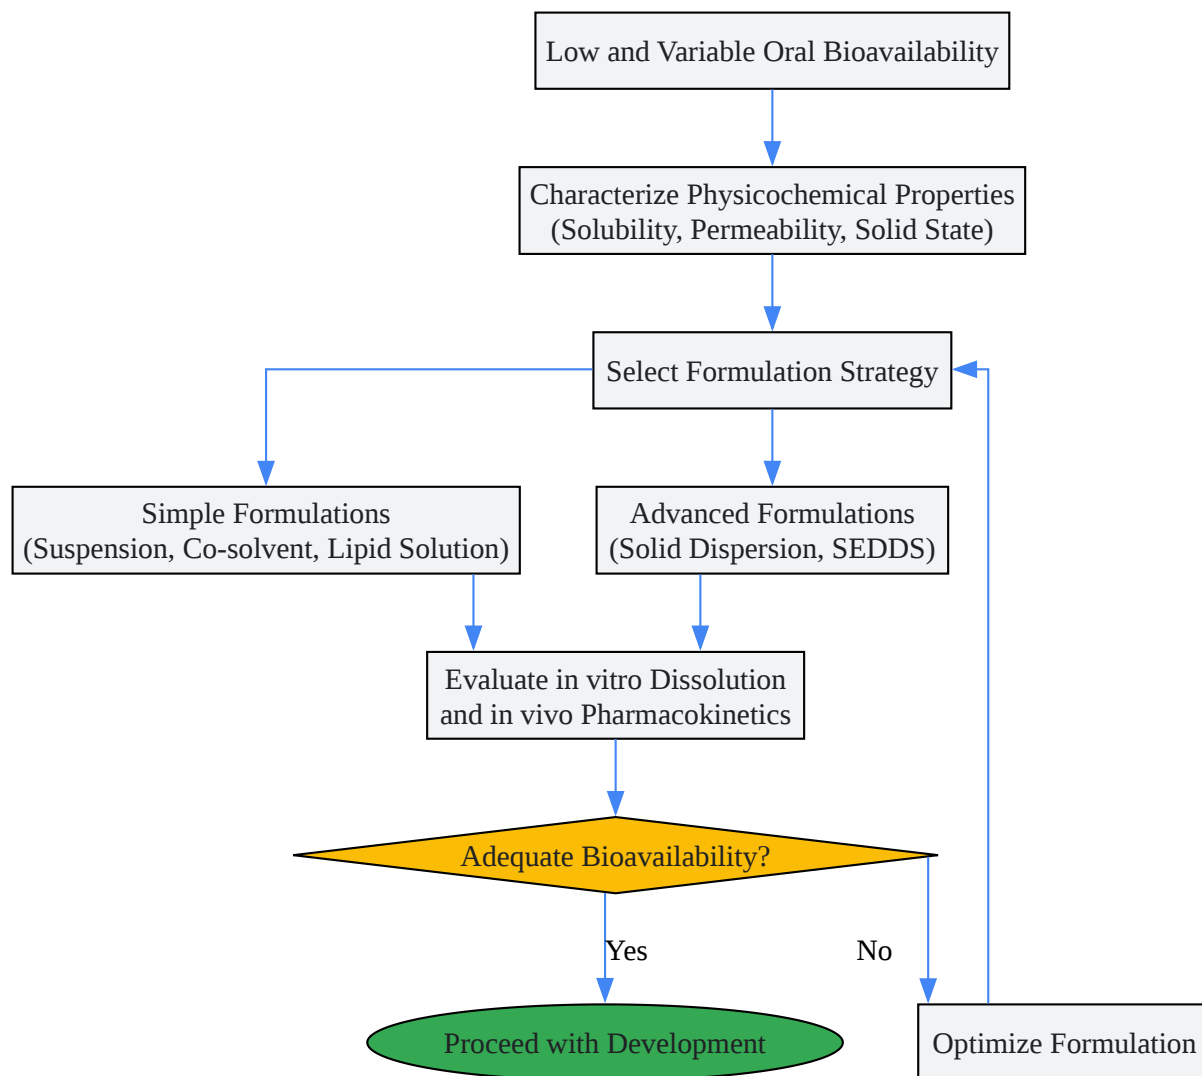 Low and Variable Oral Bioavailability
Characterize Physicochemical Properties
(Solubility, Permeability, Solid State)
Select Formulation Strategy
Simple Formulations
(Suspension, Co-solvent, Lipid Solution)
Advanced Formulations
(Solid Dispersion, SEDDS)
Evaluate in vitro Dissolution
and in vivo Pharmacokinetics
Adequate Bioavailability?
Yes
No
Proceed with Development
Optimize Formulation